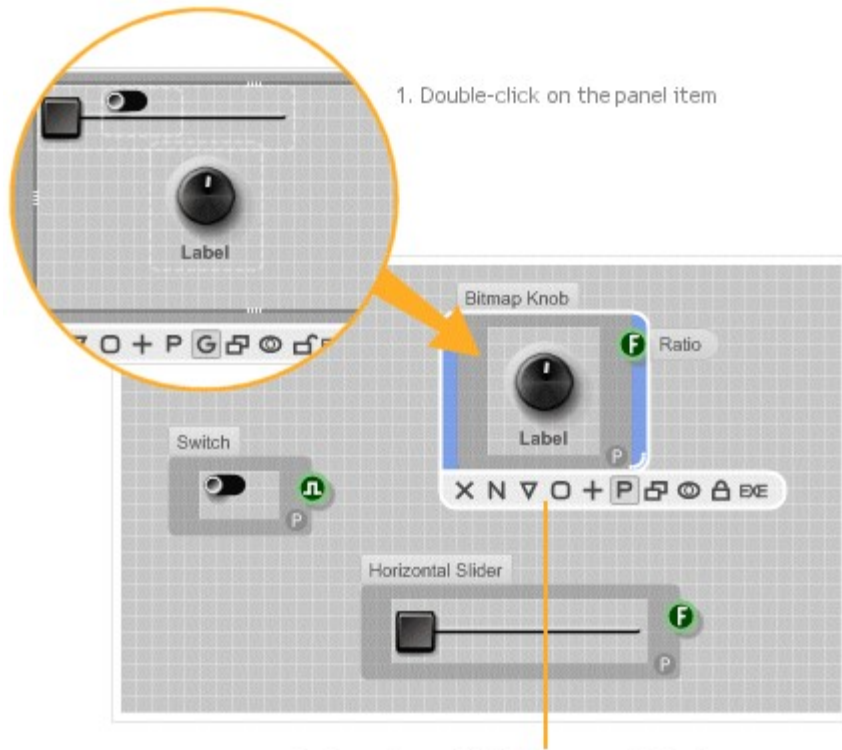 1. Double-click on the panel item
Label
+ P G
Bitmap Knob
F Ratio
Label
P
Switch
P
X N ▽ O + P EXE
Horizontal Slider
F
P